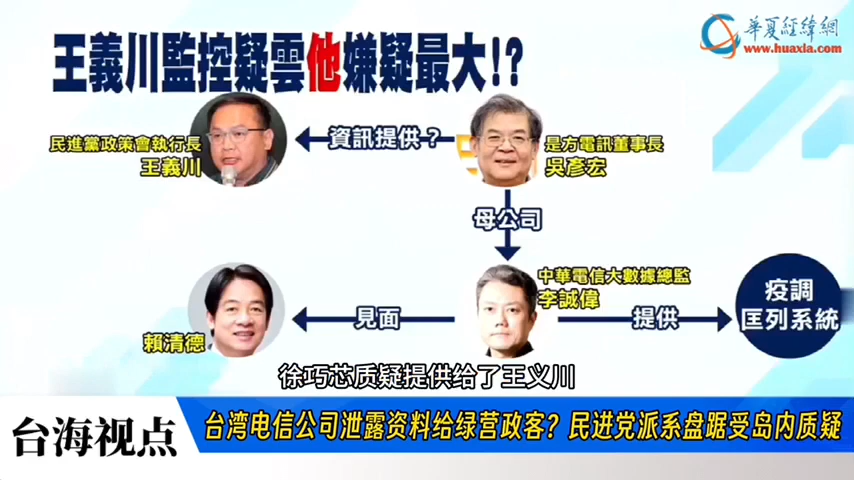 王義川監控疑雲他嫌疑最大!?
華夏經緯網
www.huaxia.com
民進黨政策會執行長
王義川
資訊提供？
是方電訊董事長
吳彥宏
母公司
中華電信大數據總監
李誠偉
賴清德
見面
提供
疫調
匡列系統
徐巧芯质疑提供给了王义川
台海视点
台湾电信公司泄露资料给绿营政客？民进党派系盘踞受岛内质疑